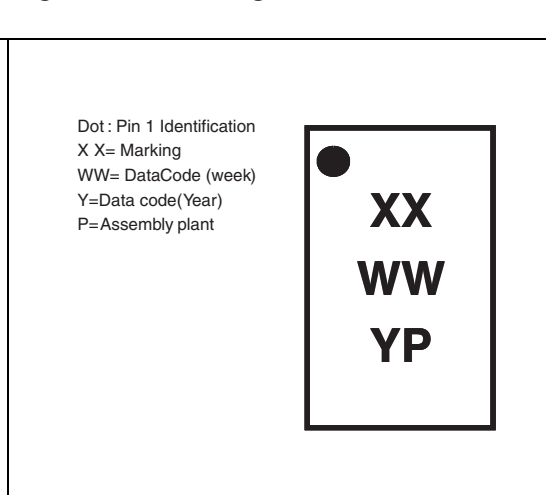 Dot : Pin 1 Identification
X X= Marking
WW= DataCode (week)
Y=Data code(Year)
P=Assembly plant
XX
WW
YP